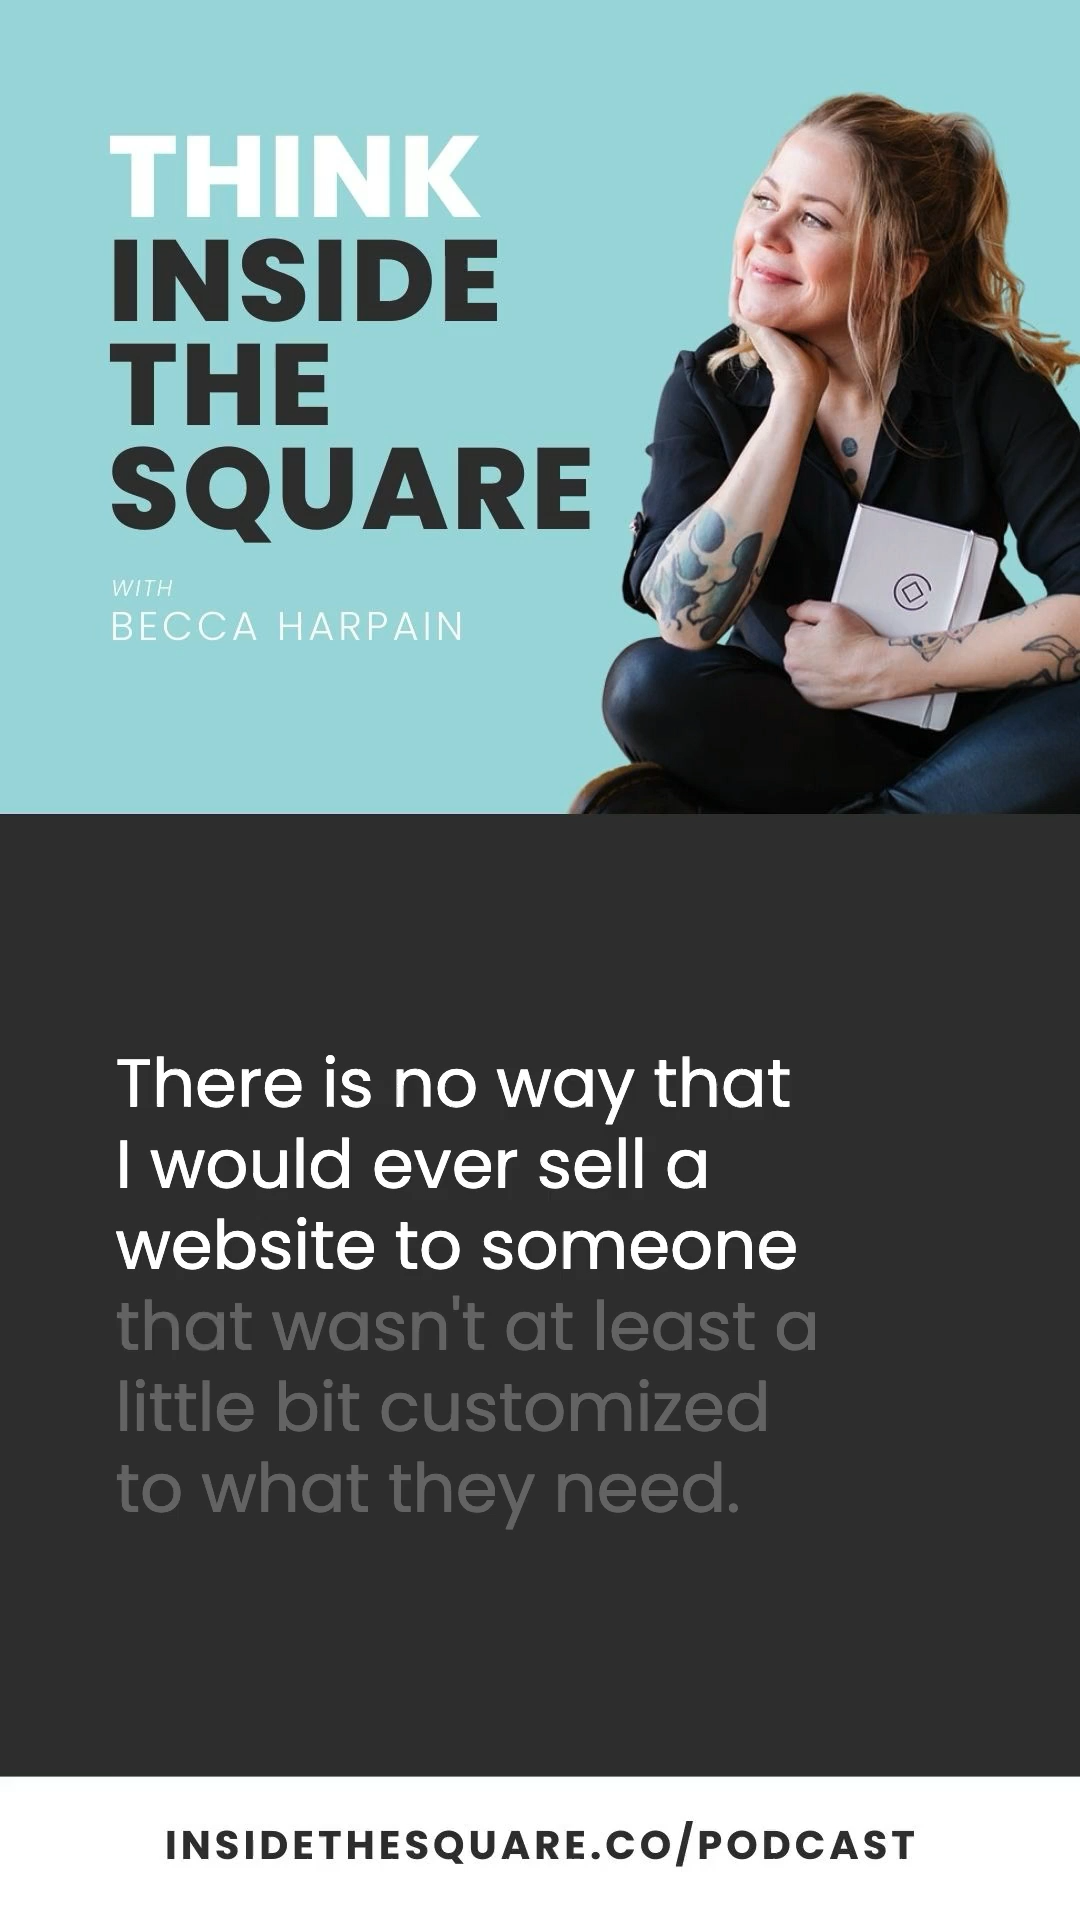 THINK
INSIDE
THE
SQUARE
WITH
BECCA HARPAIN
There is no way that
I would ever sell a
website to someone
that wasn't at least a
little bit customized
to what they need.
INSIDETHESQUARE.CO/PODCAST